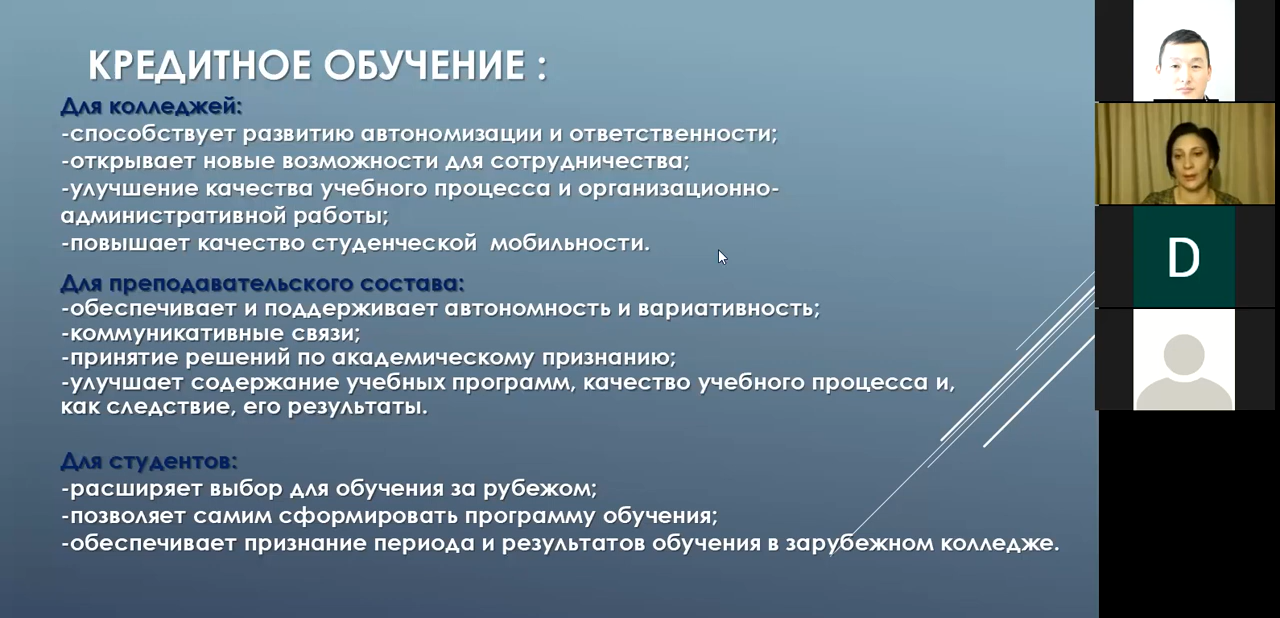 КРЕДИТНОЕ ОБУЧЕНИЕ :
Для колледжей:
-способствует развитию автономизации и ответственности;
-открывает новые возможности для сотрудничества;
-улучшение качества учебного процесса и организационно-
административной работы;
-повышает качество студенческой  мобильности.
Для преподавательского состава:
-обеспечивает и поддерживает автономность и вариативность;
-коммуникативные связи;
-принятие решений по академическому признанию;
-улучшает содержание учебных программ, качество учебного процесса и,
как следствие, его результаты.
Для студентов:
-расширяет выбор для обучения за рубежом;
-позволяет самим сформировать программу обучения;
-обеспечивает признание периода и результатов обучения в зарубежном колледже.
D